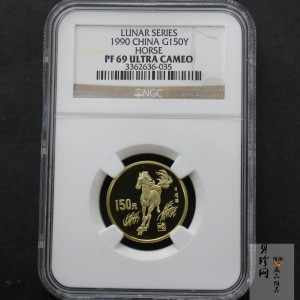 LUNAR SERIES
1990 CHINA G150Y
HORSE
PF 69 ULTRA CAMEO
3362636-035
NGC
150元